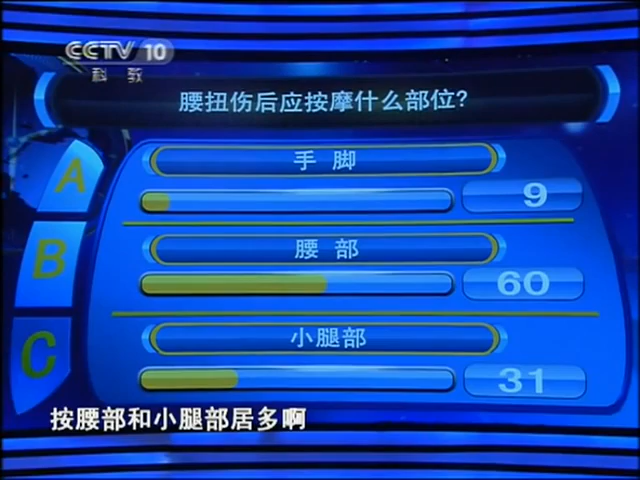 CCTV 10
科 教
腰扭伤后应按摩什么部位?
A
手 脚
9
B
腰 部
60
C
小腿部
31
按腰部和小腿部居多啊